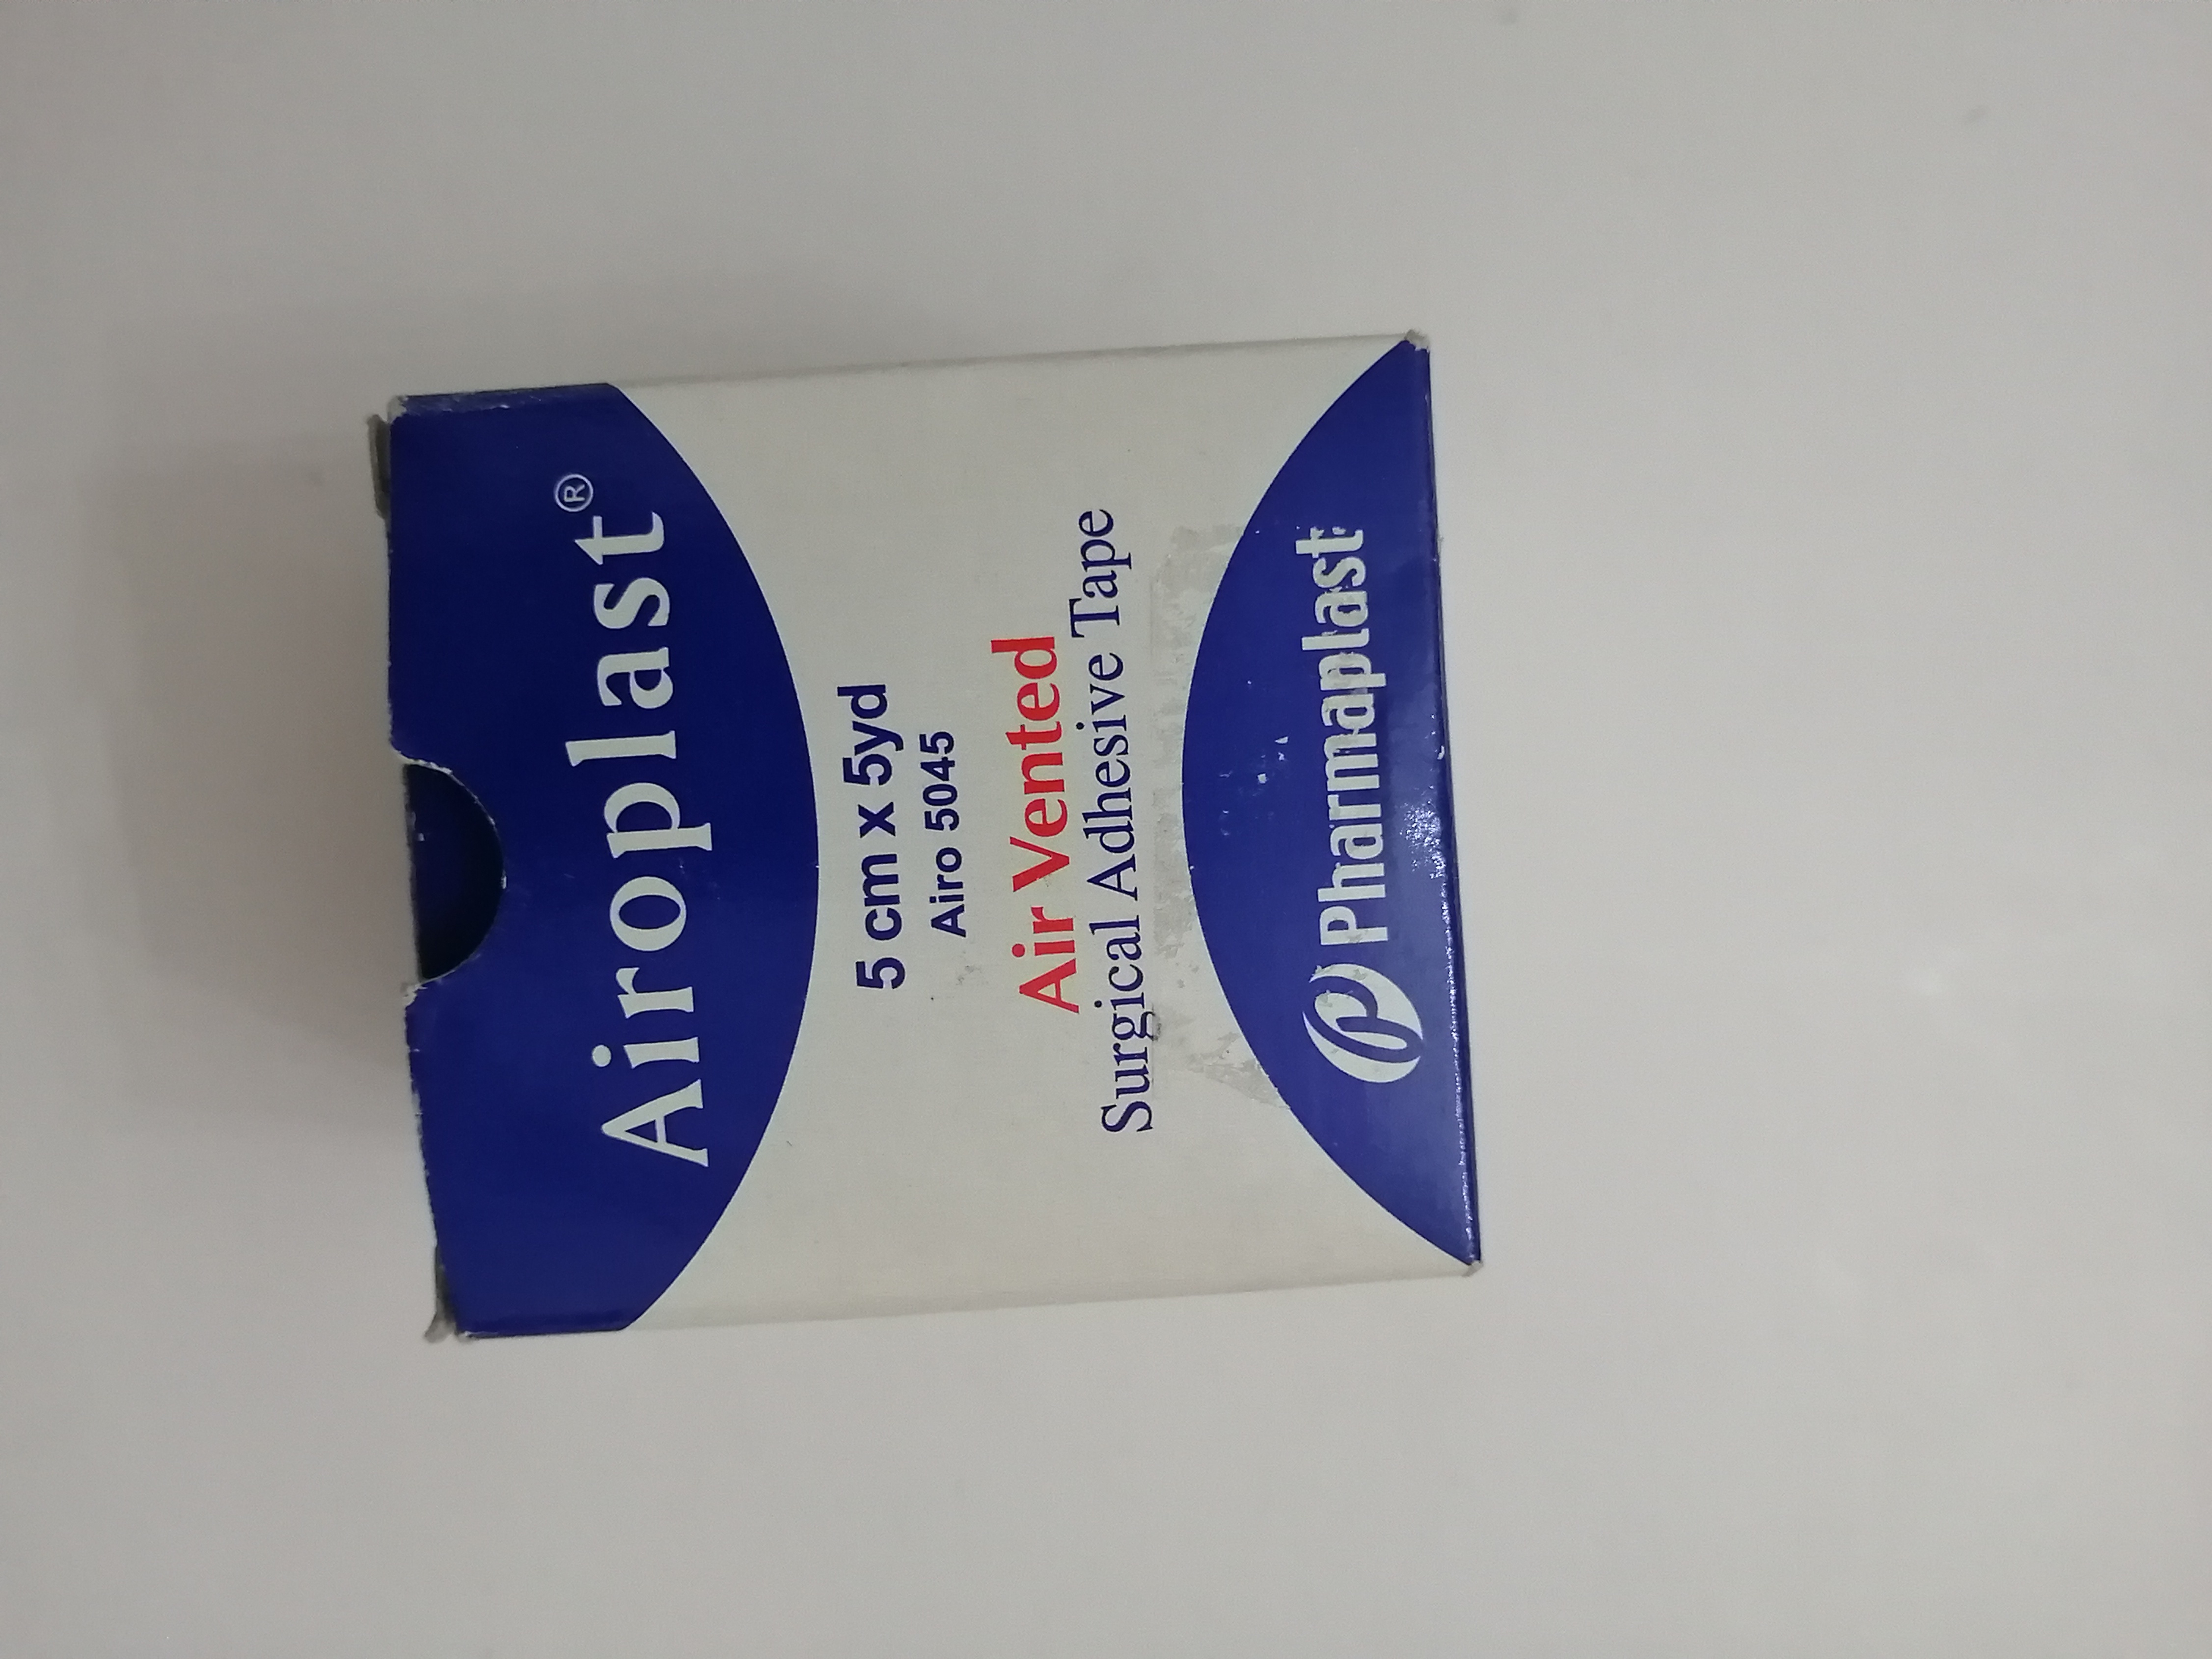 Airoplast®
5 cm x 5yd
Airo 5045
Air Vented
Surgical Adhesive Tape
Pharmaplast